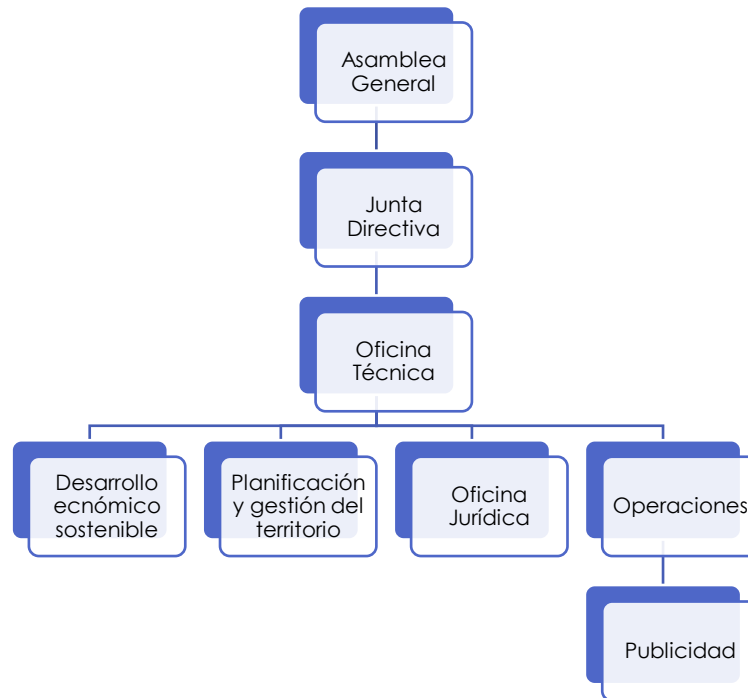 Asamblea
General
Junta
Directiva
Oficina
Técnica
Desarrollo
ecnómico
sostenible
Planificación
y gestión del
territorio
Oficina
Jurídica
Operaciones
Publicidad